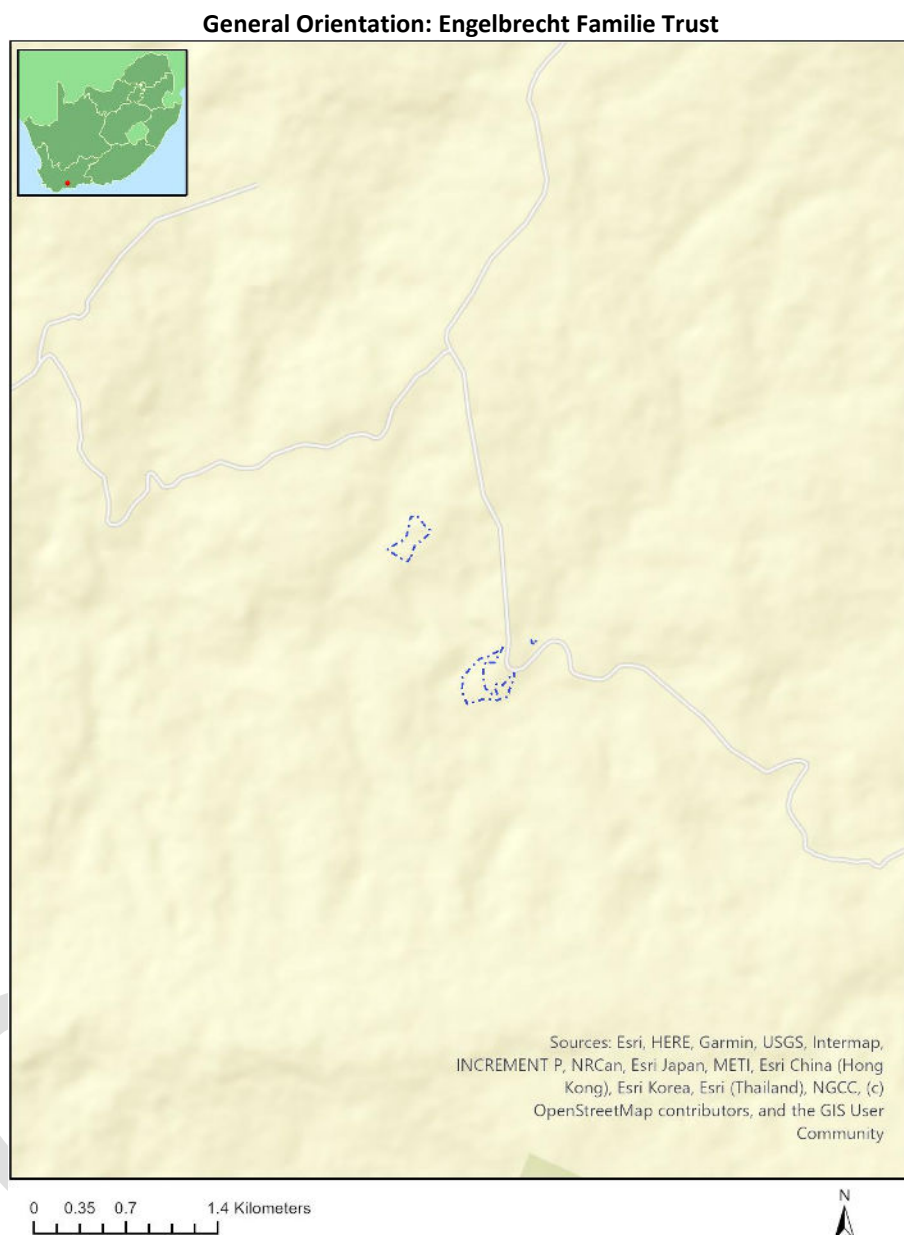 General Orientation: Engelbrecht Familie Trust
Sources: Esri, HERE, Garmin, USGS, Intermap,
INCREMENT P, NRCan, Esri Japan, METI, Esri China (Hong
Kong), Esri Korea, Esri (Thailand), NGCC, (c)
OpenStreetMap contributors, and the GIS User
Community
0 0.35 0.7 1.4 Kilometers
N